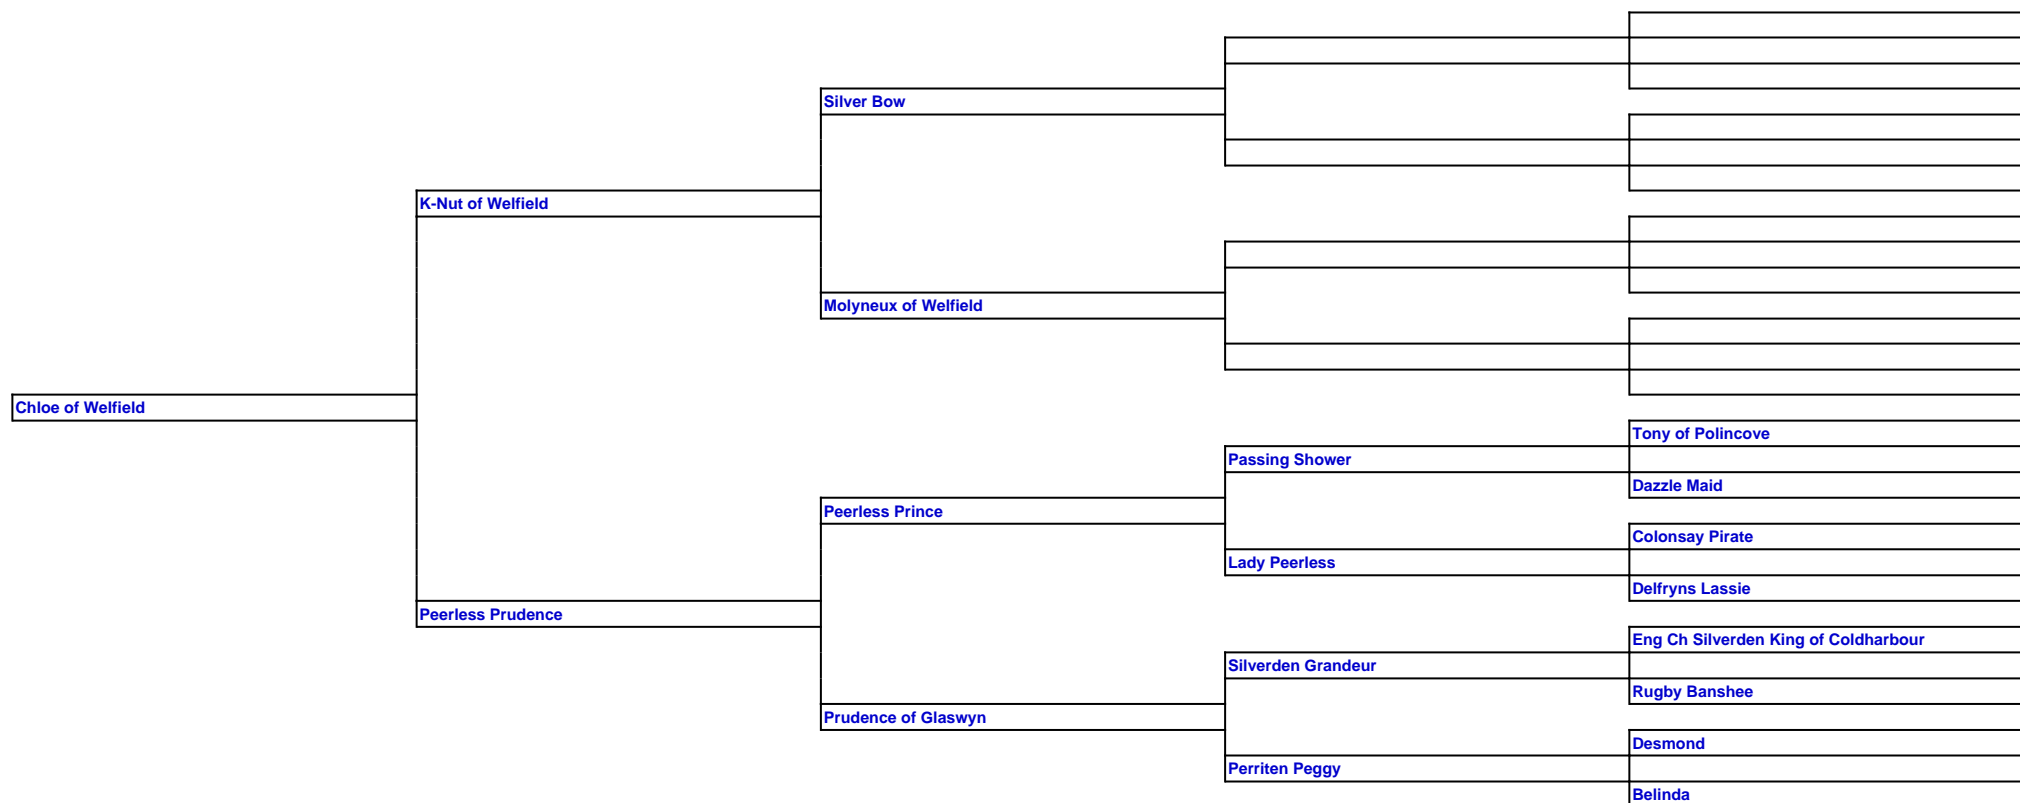 Silver Bow
K-Nut of Welfield
Molyneux of Welfield
Chloe of Welfield
Tony of Polincove
Passing Shower
Dazzle Maid
Peerless Prince
Colonsay Pirate
Lady Peerless
Delfryns Lassie
Peerless Prudence
Eng Ch Silverden King of Coldharbour
Silverden Grandeur
Rugby Banshee
Prudence of Glaswyn
Desmond
Perriten Peggy
Belinda